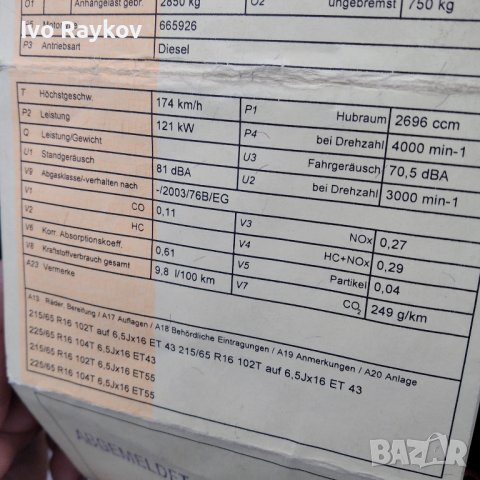 Ivo Raykov
O1 Anhängelast gebr. 2850 kg O2 ungebremst 750 kg
P5 Motortype 665926
P3 Antriebsart Diesel
T Höchstgeschw. 174 km/h P1 Hubraum 2696 ccm
P2 Leistung 121 kW P4 bei Drehzahl 4000 min-1
Q Leistung/Gewicht U3 Fahrgeräusch 70,5 dBA
U1 Standgeräusch 81 dBA U2 bei Drehzahl 3000 min-1
V9 Abgasklasse/-verhalten nach -/2003/76B/EG
V1 CO 0,11 V3 NOx 0,27
V2 HC V4 HC+NOx 0,29
V6 Korr. Absorptionskoeff. 0,61 V5 Partikel 0,04
V8 Kraftstoffverbrauch gesamt 9,8 l/100 km V7 CO2 249 g/km
A23 Vermerke
A15 Räder Bereitung / A17 Auflagen / A18 Behördliche Eintragungen / A19 Anmerkungen / A20 Anlage
215/65 R16 102T auf 6,5Jx16 ET 43 215/65 R16 102T auf 6,5Jx16 ET 43
225/65 R16 104T 6,5Jx16 ET43
215/65 R16 102T 6,5Jx16 ET55
225/65 R16 104T 6,5Jx16 ET55
ABGEMELDET
BAZAR